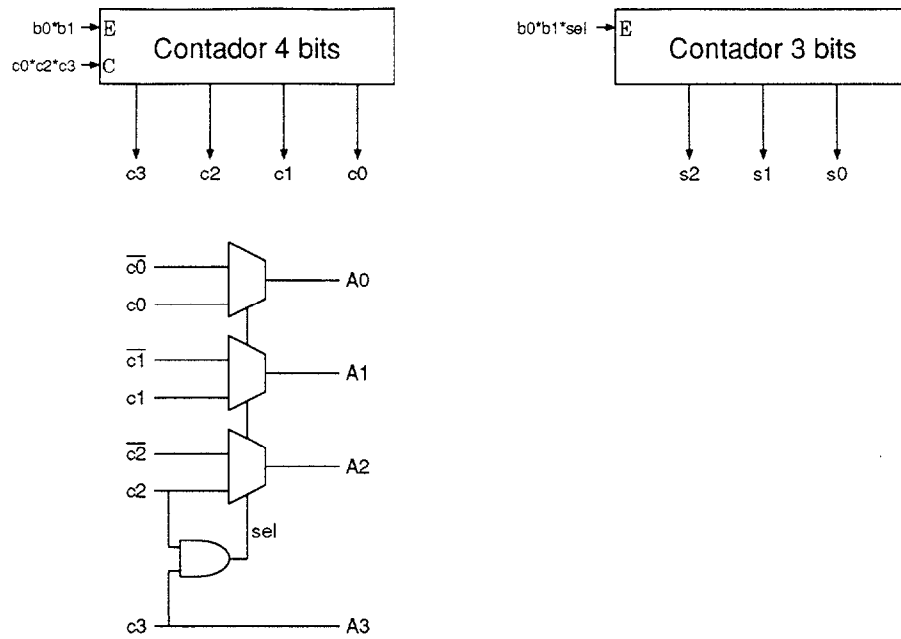 b0*b1
E
Contador 4 bits
c0*c2*c3
C
c3
c2
c1
c0
b0*b1*sel
E
Contador 3 bits
s2
s1
s0
c0
A0
c0
c1
A1
c1
c2
A2
c2
sel
c3
A3